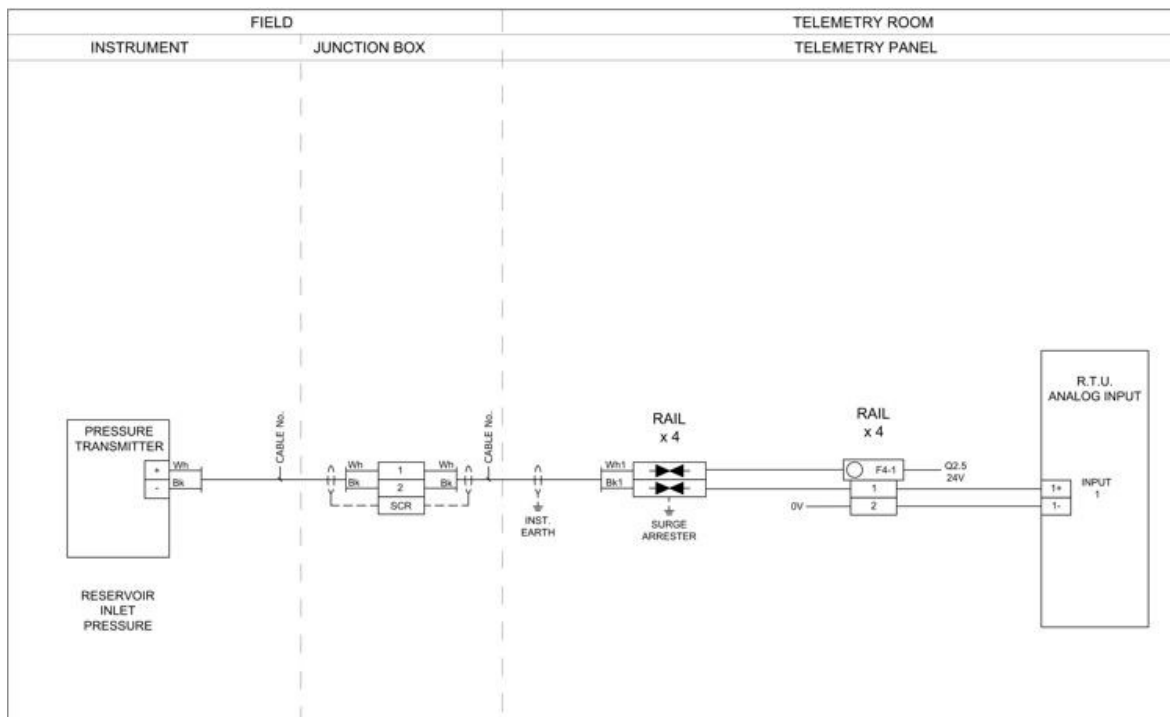 FIELD
TELEMETRY ROOM
INSTRUMENT
JUNCTION BOX
TELEMETRY PANEL
PRESSURE
TRANSMITTER
+
-
Wh
Bk
RESERVOIR
INLET
PRESSURE
CABLE No.
Wh
Bk
1
2
SCR
Wh
Bk
CABLE No.
INST.
EARTH
RAIL
x 4
Wh1
Bk1
SURGE
ARRESTER
RAIL
x 4
F4-1
Q2.5
24V
1
2
0V
R.T.U.
ANALOG INPUT
1+
1-
INPUT
1